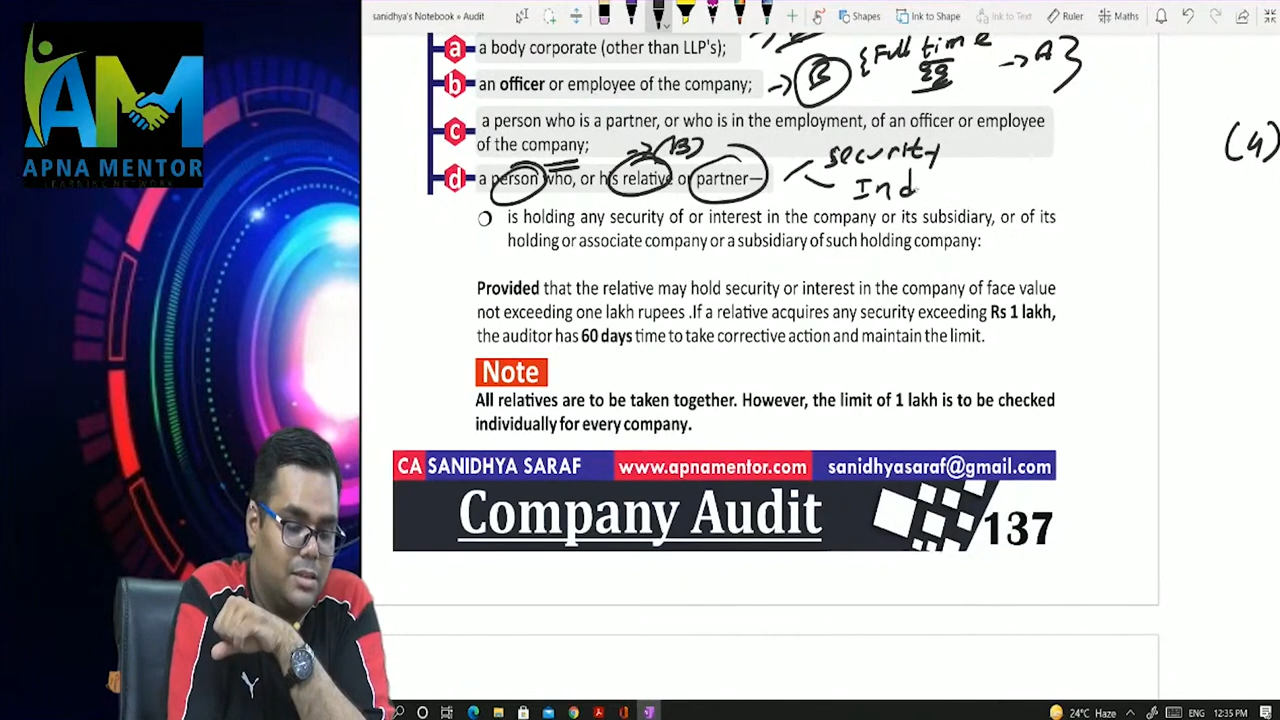 sanidhya's Notebook » Audit
Shapes
Ink to Shape
Ink to Text
Ruler
Maths
AM
APNA MENTOR
LEARNING NETWORK
a a body corporate (other than LLP's);
{Full time
→ A}
b an officer or employee of the company;
→ B
c a person who is a partner, or who is in the employment, of an officer or employee
of the company;
→ (B)
security
(4)
d a person who, or his relative or partner—
Ind
is holding any security of or interest in the company or its subsidiary, or of its
holding or associate company or a subsidiary of such holding company:
Provided that the relative may hold security or interest in the company of face value
not exceeding one lakh rupees .If a relative acquires any security exceeding Rs 1 lakh,
the auditor has 60 days time to take corrective action and maintain the limit.
Note
All relatives are to be taken together. However, the limit of 1 lakh is to be checked
individually for every company.
CA SANIDHYA SARAF www.apnamentor.com sanidhyasaraf@gmail.com
Company Audit 137
24°C Haze ENG 12:35 PM